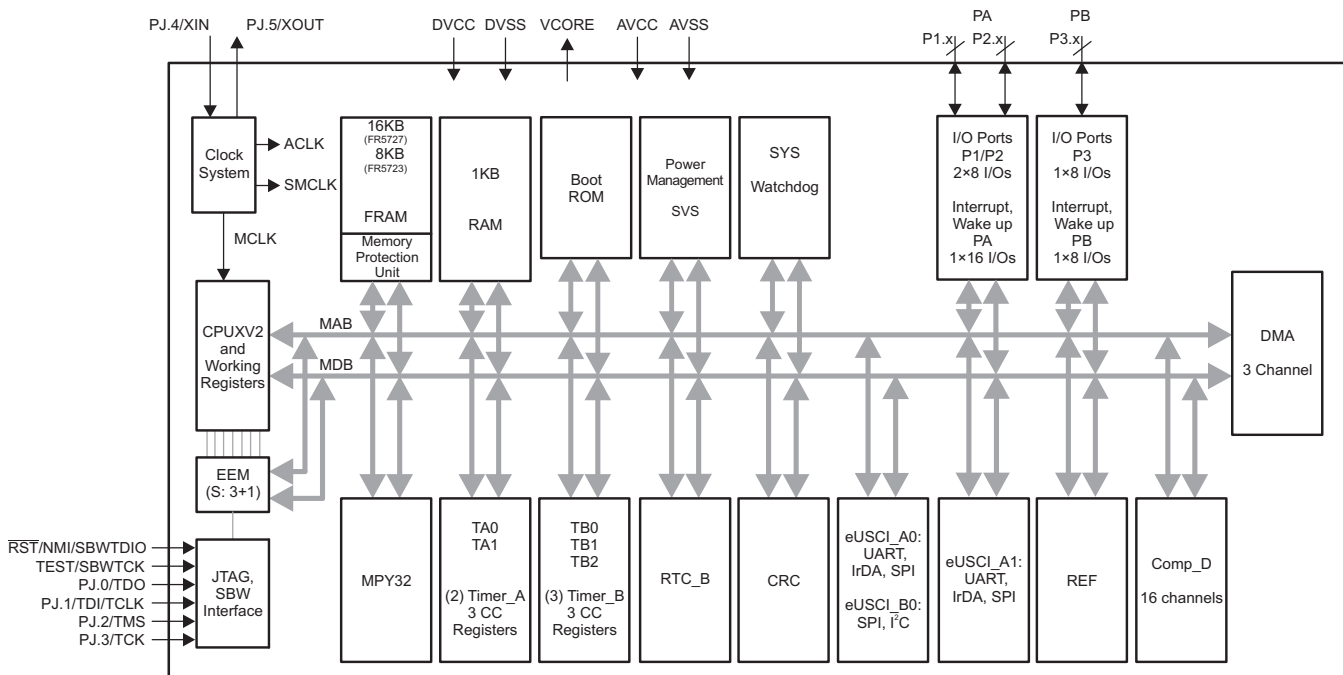 PJ.4/XIN
PJ.5/XOUT
DVCC
DVSS
VCORE
AVCC
AVSS
PA
P1.x
P2.x
PB
P3.x
Clock
System
ACLK
SMCLK
MCLK
16KB
(FR5727)
8KB
(FR5723)
FRAM
Memory
Protection
Unit
1KB
RAM
Boot
ROM
Power
Management
SVS
SYS
Watchdog
I/O Ports
P1/P2
2×8 I/Os
Interrupt,
Wake up
PA
1×16 I/Os
I/O Ports
P3
1×8 I/Os
Interrupt,
Wake up
PB
1×8 I/Os
CPUXV2
and
Working
Registers
MAB
MDB
DMA
3 Channel
EEM
(S: 3+1)
RST/NMI/SBWTDIO
TEST/SBWTCK
PJ.0/TDO
PJ.1/TDI/TCLK
PJ.2/TMS
PJ.3/TCK
JTAG,
SBW
Interface
MPY32
TA0
TA1
(2) Timer_A
3 CC
Registers
TB0
TB1
TB2
(3) Timer_B
3 CC
Registers
RTC_B
CRC
eUSCI_A0:
UART,
IrDA, SPI
eUSCI_B0:
SPI, I²C
eUSCI_A1:
UART,
IrDA, SPI
REF
Comp_D
16 channels